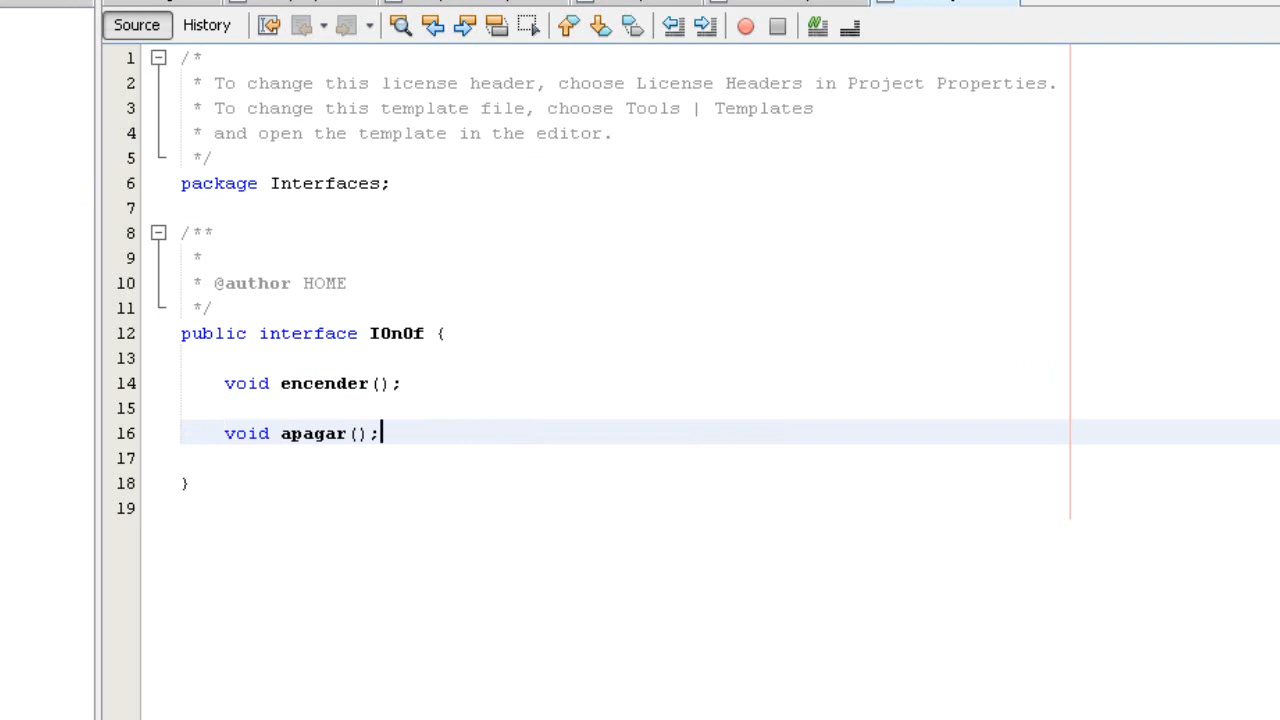 Source History
1 /*
2 * To change this license header, choose License Headers in Project Properties.
3 * To change this template file, choose Tools | Templates
4 * and open the template in the editor.
5 */
6 package Interfaces;
7
8 /**
9 *
10 * @author HOME
11 */
12 public interface IOnOf {
13
14 void encender();
15
16 void apagar();
17
18 }
19